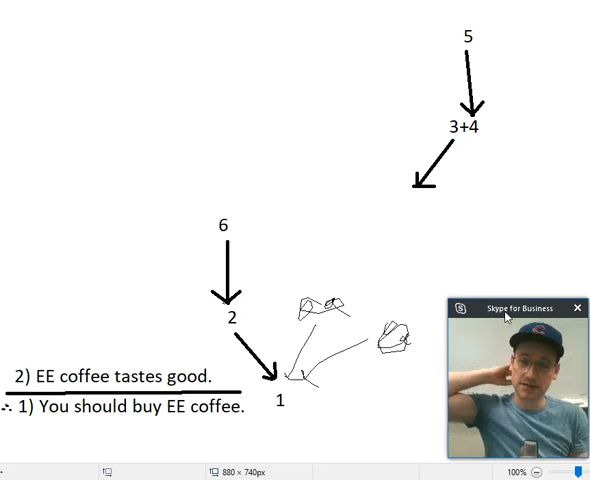 5
3+4
6
2
Skype for Business
2) EE coffee tastes good.
∴ 1) You should buy EE coffee.
1
880 × 740px
100%